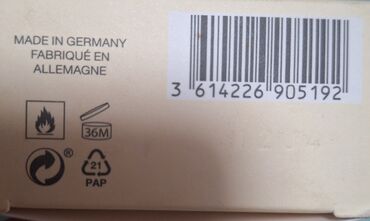 MADE IN GERMANY
FABRIQUÉ EN
ALLEMAGNE
3 614226 905192
36M
®
21
PAP